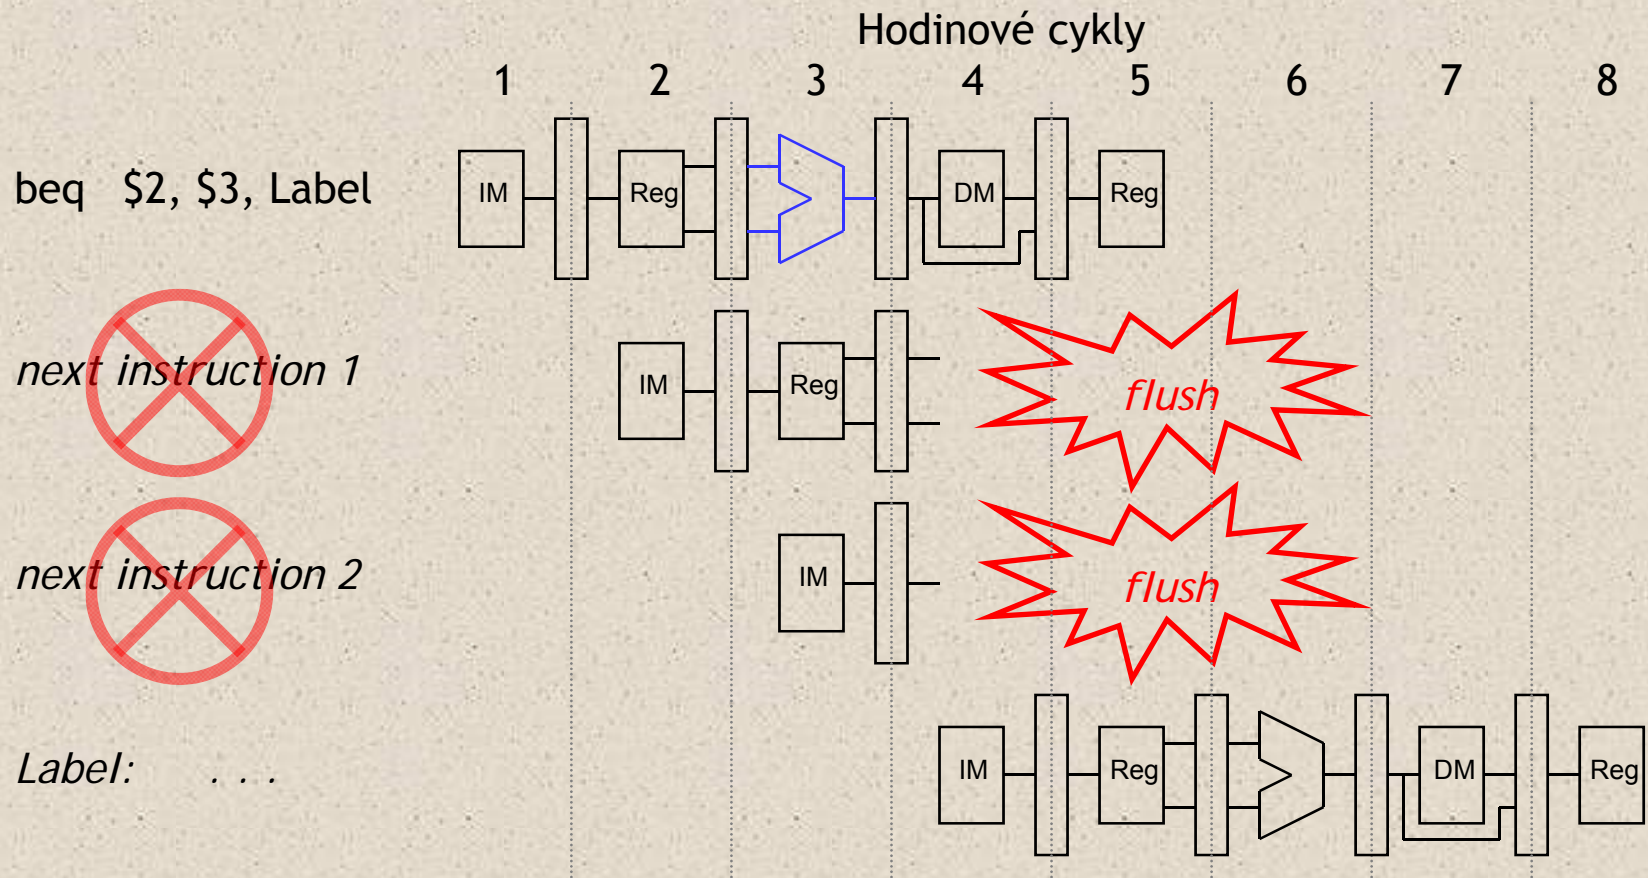 Hodinové cykly
1 2 3 4 5 6 7 8
beq $2, $3, Label IM Reg DM Reg
next instruction 1 IM Reg flush
next instruction 2 IM flush
Label: . . . IM Reg DM Reg